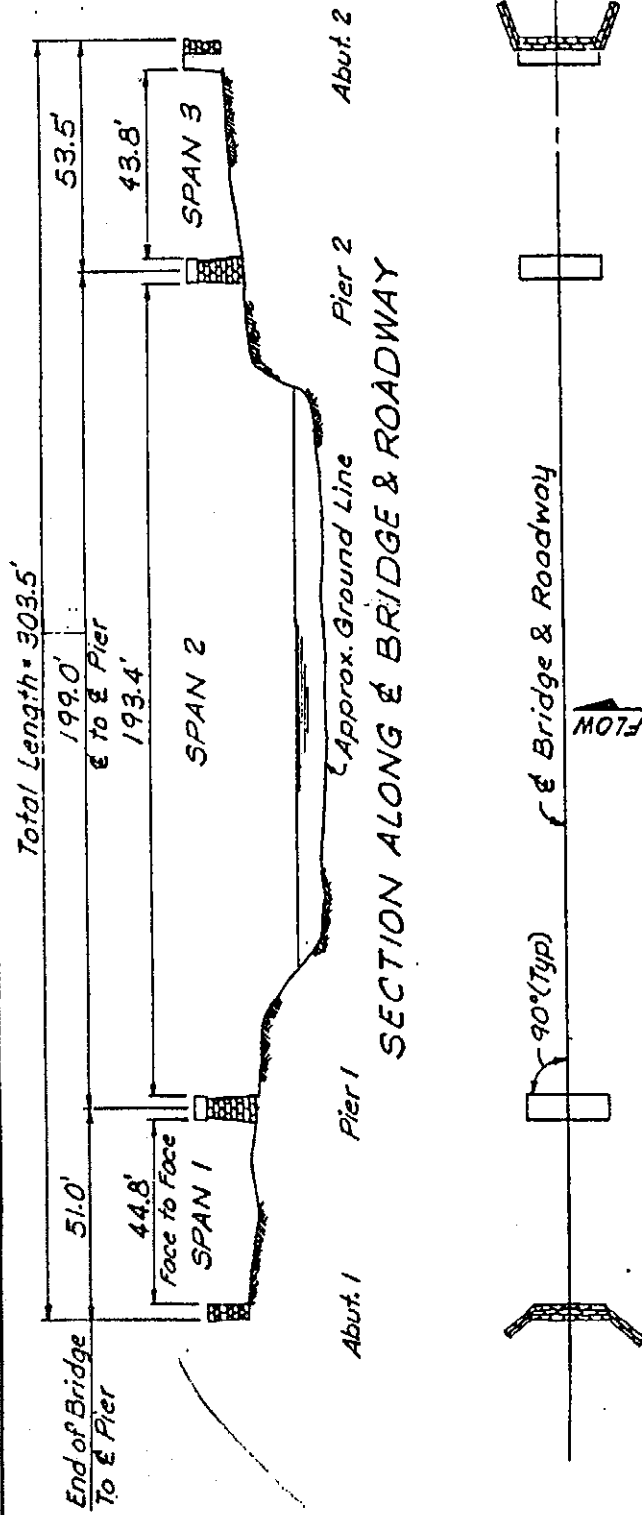 Total Length = 303.5'
End of Bridge
To ℄ Pier
51.0'
199.0'
℄ to ℄ Pier
53.5'
44.8'
Face to Face
193.4'
43.8'
SPAN 1
SPAN 2
SPAN 3
Abut. 1
Pier 1
Approx. Ground Line
Pier 2
Abut. 2
SECTION ALONG ℄ BRIDGE & ROADWAY
90° (Typ)
℄ Bridge & Roadway
FLOW